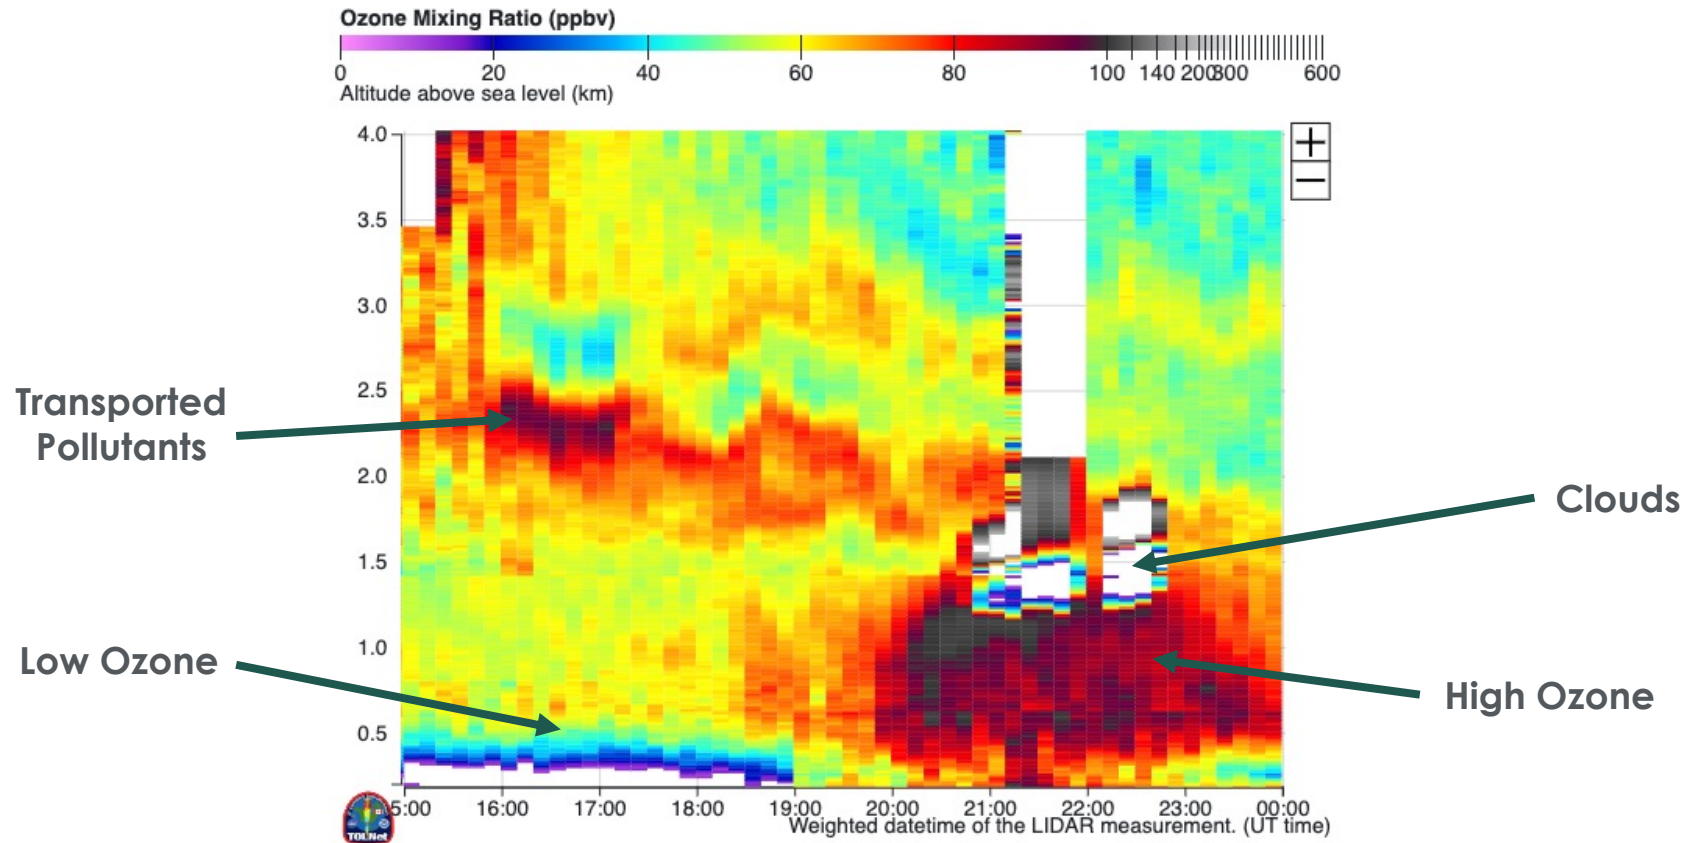 Ozone Mixing Ratio (ppbv)
0 20 40 60 80 100 140 200 300 600
Altitude above sea level (km)
4.0
3.5
3.0
2.5
2.0
1.5
1.0
0.5
Transported
Pollutants
Low Ozone
Clouds
High Ozone
+
−
5:00 16:00 17:00 18:00 19:00 20:00 21:00 22:00 23:00 00:00
Weighted datetime of the LIDAR measurement. (UT time)
TOLNet